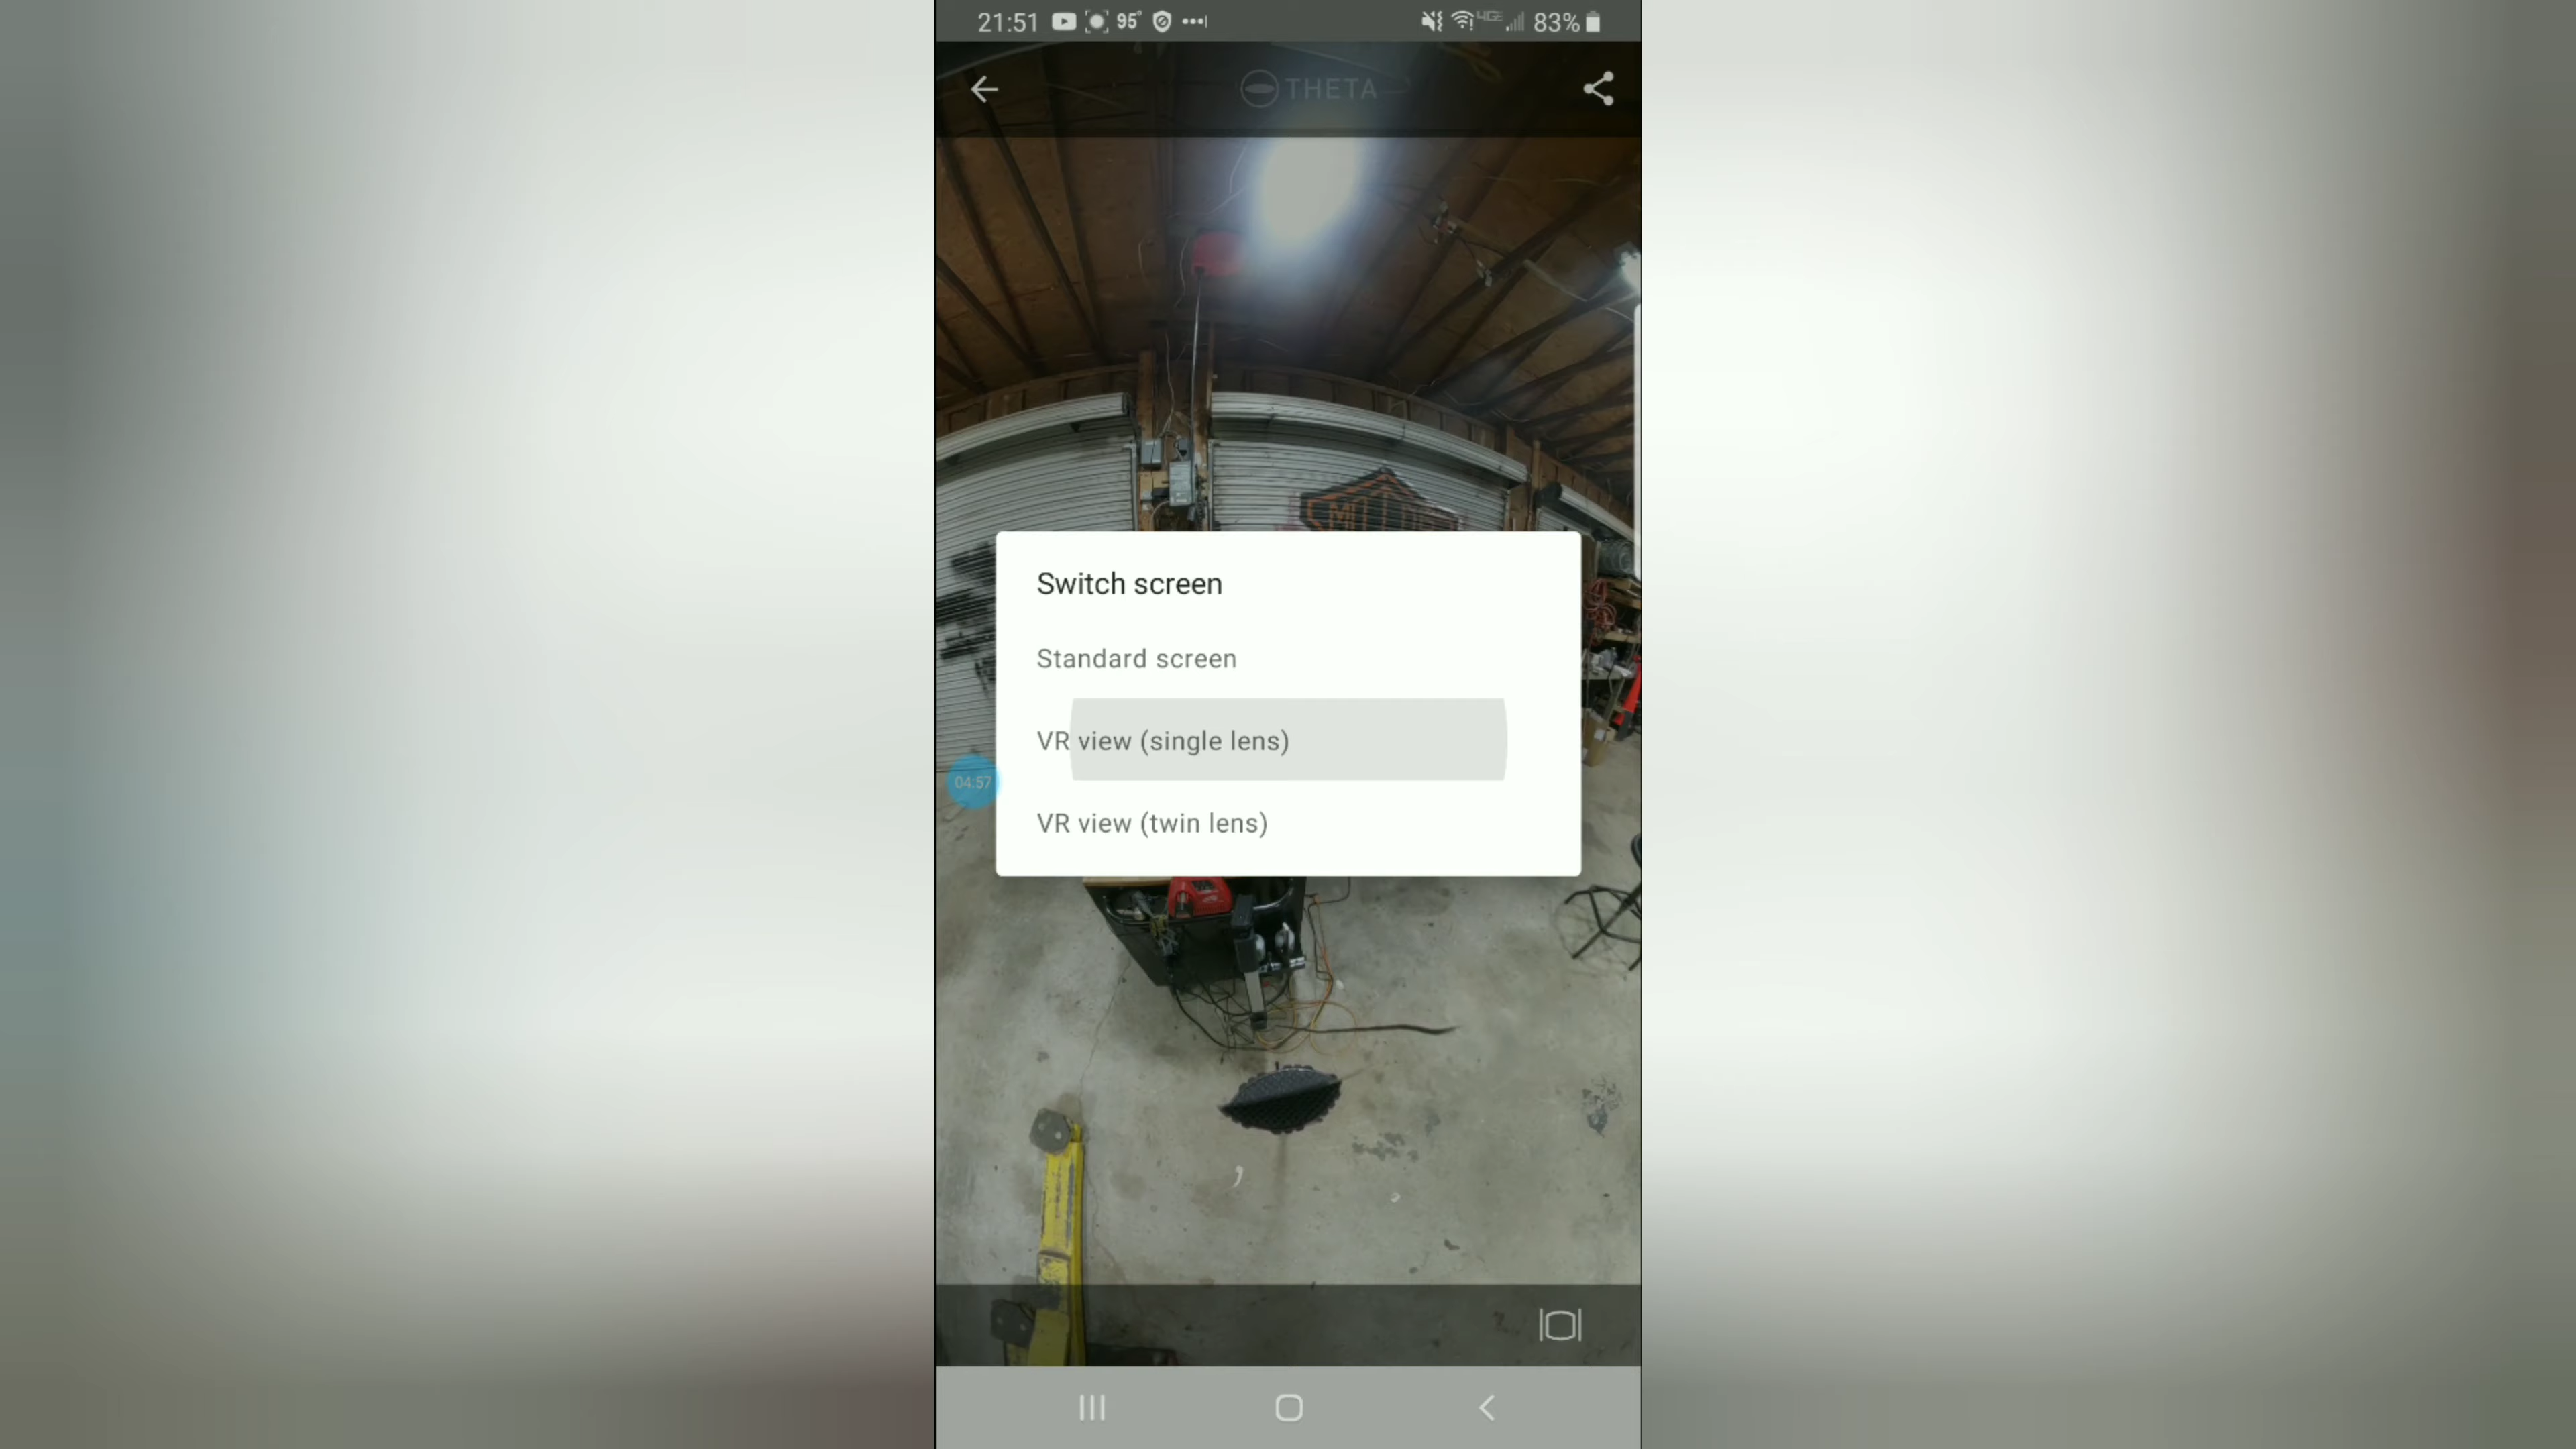 21:51 95° 4G 83%
THETA
Switch screen
Standard screen
VR view (single lens)
04:57
VR view (twin lens)